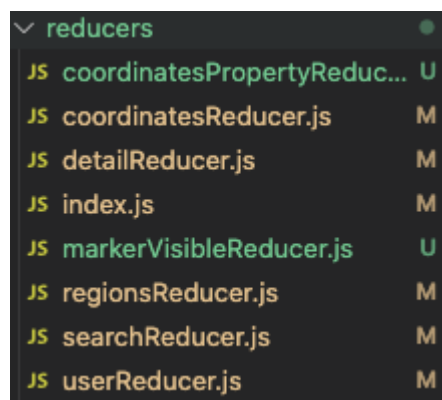 reducers
JS coordinatesPropertyReduc... U
JS coordinatesReducer.js M
JS detailReducer.js M
JS index.js M
JS markerVisibleReducer.js U
JS regionsReducer.js M
JS searchReducer.js M
JS userReducer.js M